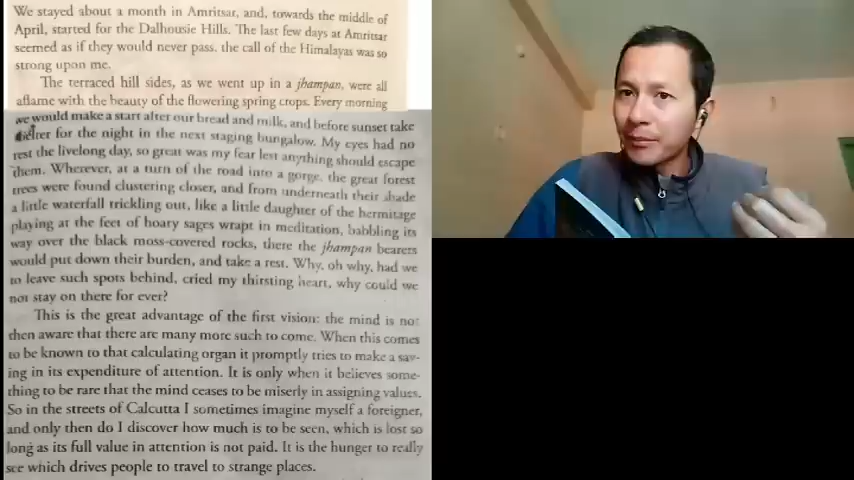 We stayed about a month in Amritsar, and, towards the middle of
April, started for the Dalhousie Hills. The last few days at Amritsar
seemed as if they would never pass, the call of the Himalayas was so
strong upon me.
The terraced hill sides, as we went up in a jhampan, were all
aflame with the beauty of the flowering spring crops. Every morning
we would make a start after our bread and milk, and before sunset take
shelter for the night in the next staging bungalow. My eyes had no
rest the livelong day, so great was my fear lest anything should escape
them. Wherever, at a turn of the road into a gorge, the great forest
trees were found clustering closer, and from underneath their shade
a little waterfall trickling out, like a little daughter of the hermitage
playing at the feet of hoary sages wrapt in meditation, babbling its
way over the black moss-covered rocks, there the jhampan bearers
would put down their burden, and take a rest. Why, oh why, had we
to leave such spots behind, cried my thirsting heart, why could we
not stay on there for ever?
This is the great advantage of the first vision: the mind is not
then aware that there are many more such to come. When this comes
to be known to that calculating organ it promptly tries to make a sav-
ing in its expenditure of attention. It is only when it believes some-
thing to be rare that the mind ceases to be miserly in assigning values.
So in the streets of Calcutta I sometimes imagine myself a foreigner,
and only then do I discover how much is to be seen, which is lost so
long as its full value in attention is not paid. It is the hunger to really
see which drives people to travel to strange places.